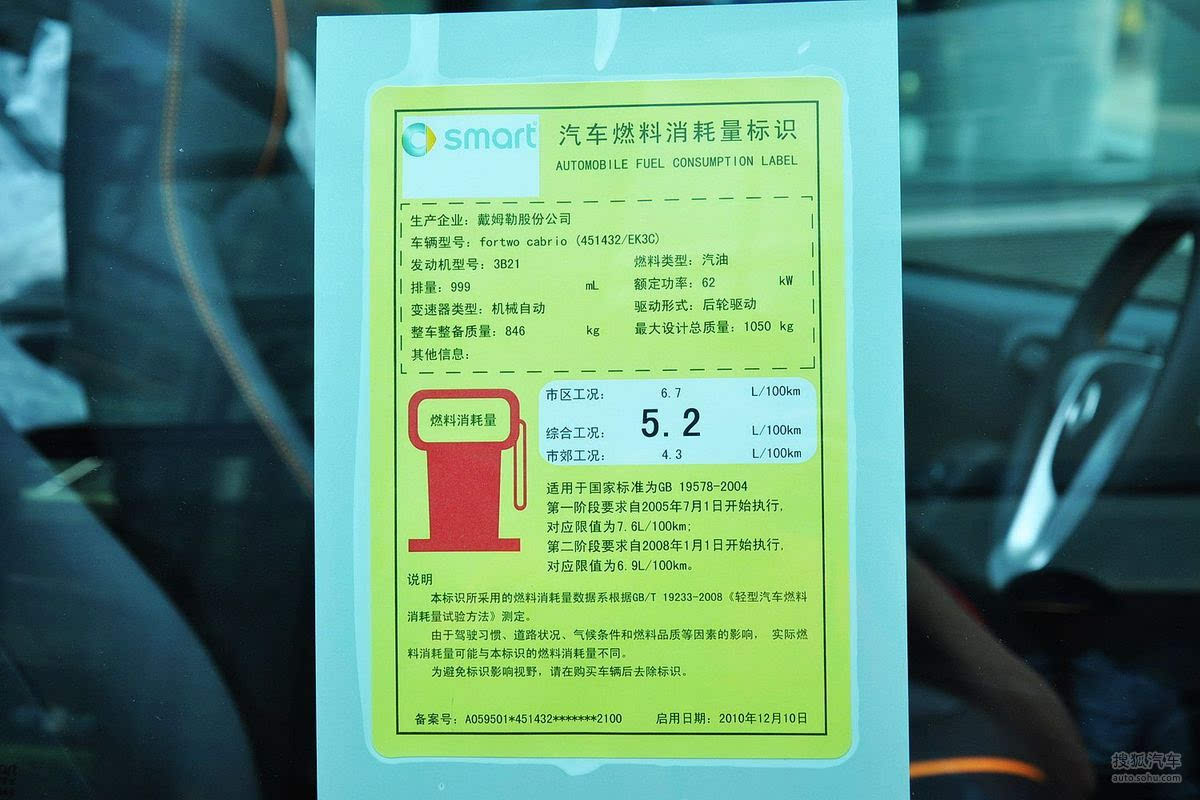 smart
汽车燃料消耗量标识
AUTOMOBILE FUEL CONSUMPTION LABEL
生产企业：戴姆勒股份公司
车辆型号：fortwo cabrio (451432/EK3C)
发动机型号：3B21 燃料类型：汽油
排量：999 mL 额定功率：62 kW
变速器类型：机械自动 驱动形式：后轮驱动
整车整备质量：846 kg 最大设计总质量：1050 kg
其他信息：
燃料消耗量
市区工况： 6.7 L/100km
综合工况： 5.2 L/100km
市郊工况： 4.3 L/100km
适用于国家标准为GB 19578-2004
第一阶段要求自2005年7月1日开始执行，
对应限值为7.6L/100km;
第二阶段要求自2008年1月1日开始执行，
对应限值为6.9L/100km。
说明
本标识所采用的燃料消耗量数据系根据GB/T 19233-2008《轻型汽车燃料
消耗量试验方法》测定。
由于驾驶习惯、道路状况、气候条件和燃料品质等因素的影响， 实际燃
料消耗量可能与本标识的燃料消耗量不同。
为避免标识影响视野，请在购买车辆后去除标识。
备案号：A059501*451432*******2100 启用日期：2010年12月10日
搜狐汽车
auto.sohu.com